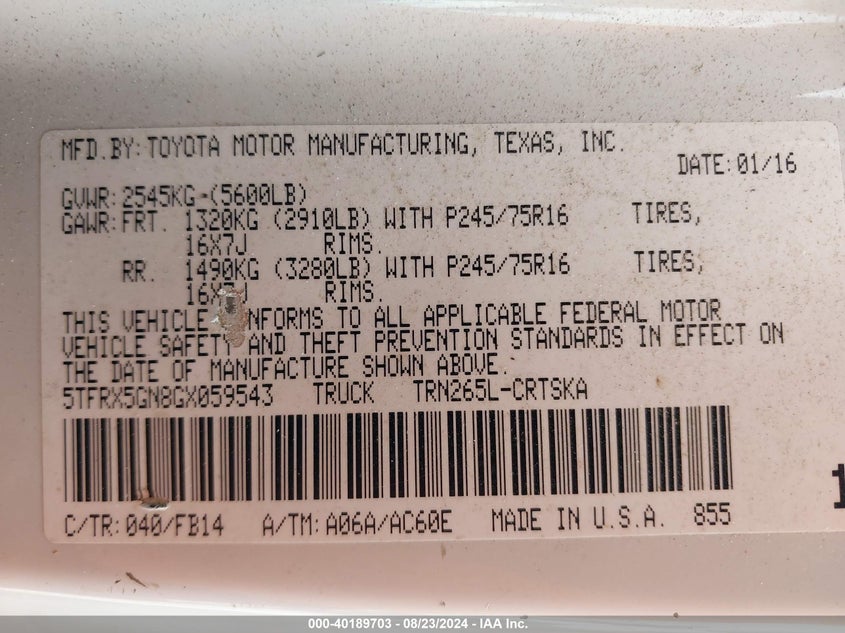 MFD.BY:TOYOTA MOTOR MANUFACTURING, TEXAS, INC.
DATE:01/16
GVWR:2545KG-(5600LB)
GAWR:FRT. 1320KG (2910LB) WITH P245/75R16 TIRES,
16X7J RIMS.
RR. 1490KG (3280LB) WITH P245/75R16 TIRES,
RIMS.
THIS VEHICLE TO ALL APPLICABLE FEDERAL MOTOR
VEHICLE SAFETY AND THEFT PREVENTION STANDARDS IN EFFECT ON
THE DATE OF MANUFACTURE SHOWN ABOVE.
5TFRX5GN8GX059543 TRUCK TRN265L-CRTSKA
C/TR:040/FB14 A/TM:A06A/AC60E MADE IN U.S.A. 855
000-40189703 - 08/23/2024 - IAA Inc.